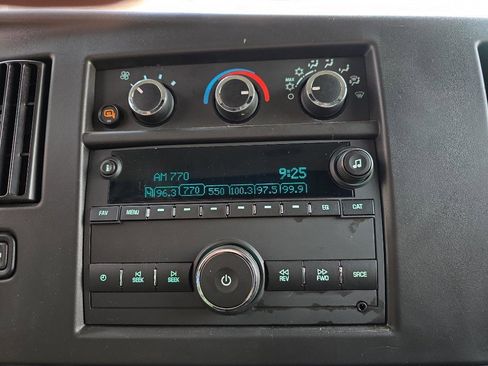 MAX
AM 770 9:25
96.3 770 550 100.3 97.5 99.9
FAV MENU EQ CAT
SEEK SEEK REV FWD SRCE